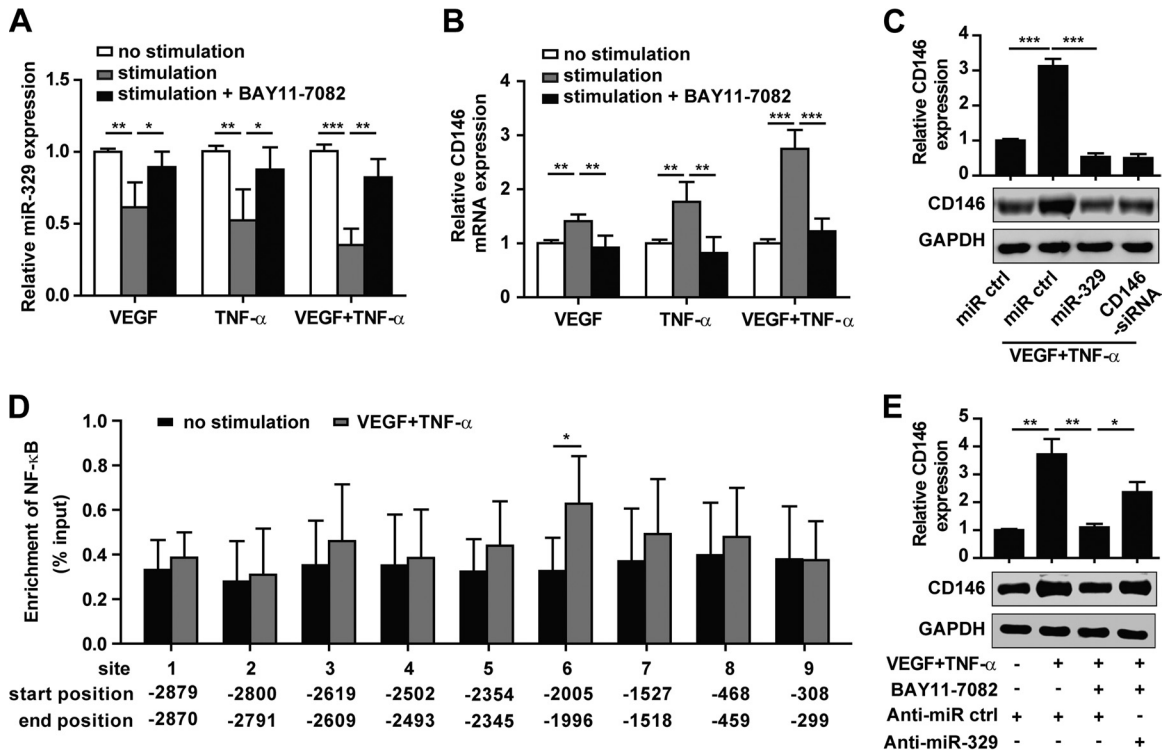 A
no stimulation
stimulation
stimulation + BAY11-7082
Relative miR-329 expression
1.5
1.0
0.5
0.0
** * ** * *** **
VEGF TNF-α VEGF+TNF-α
B
no stimulation
stimulation
stimulation + BAY11-7082
Relative CD146
mRNA expression
4
3
2
1
0
** ** ** ** *** ***
VEGF TNF-α VEGF+TNF-α
C
Relative CD146
expression
4
3
2
1
0
*** ***
CD146
GAPDH
miR ctrl miR ctrl miR-329 CD146
-siRNA
VEGF+TNF-α
D
no stimulation VEGF+TNF-α
Enrichment of NF-κB
(% input)
1.0
0.8
0.6
0.4
0.2
0.0
*
site 1 2 3 4 5 6 7 8 9
start position -2879 -2800 -2619 -2502 -2354 -2005 -1527 -468 -308
end position -2870 -2791 -2609 -2493 -2345 -1996 -1518 -459 -299
E
Relative CD146
expression
5
4
3
2
1
0
** ** *
CD146
GAPDH
VEGF+TNF-α - + + +
BAY11-7082 - - + +
Anti-miR ctrl + + + -
Anti-miR-329 - - - +